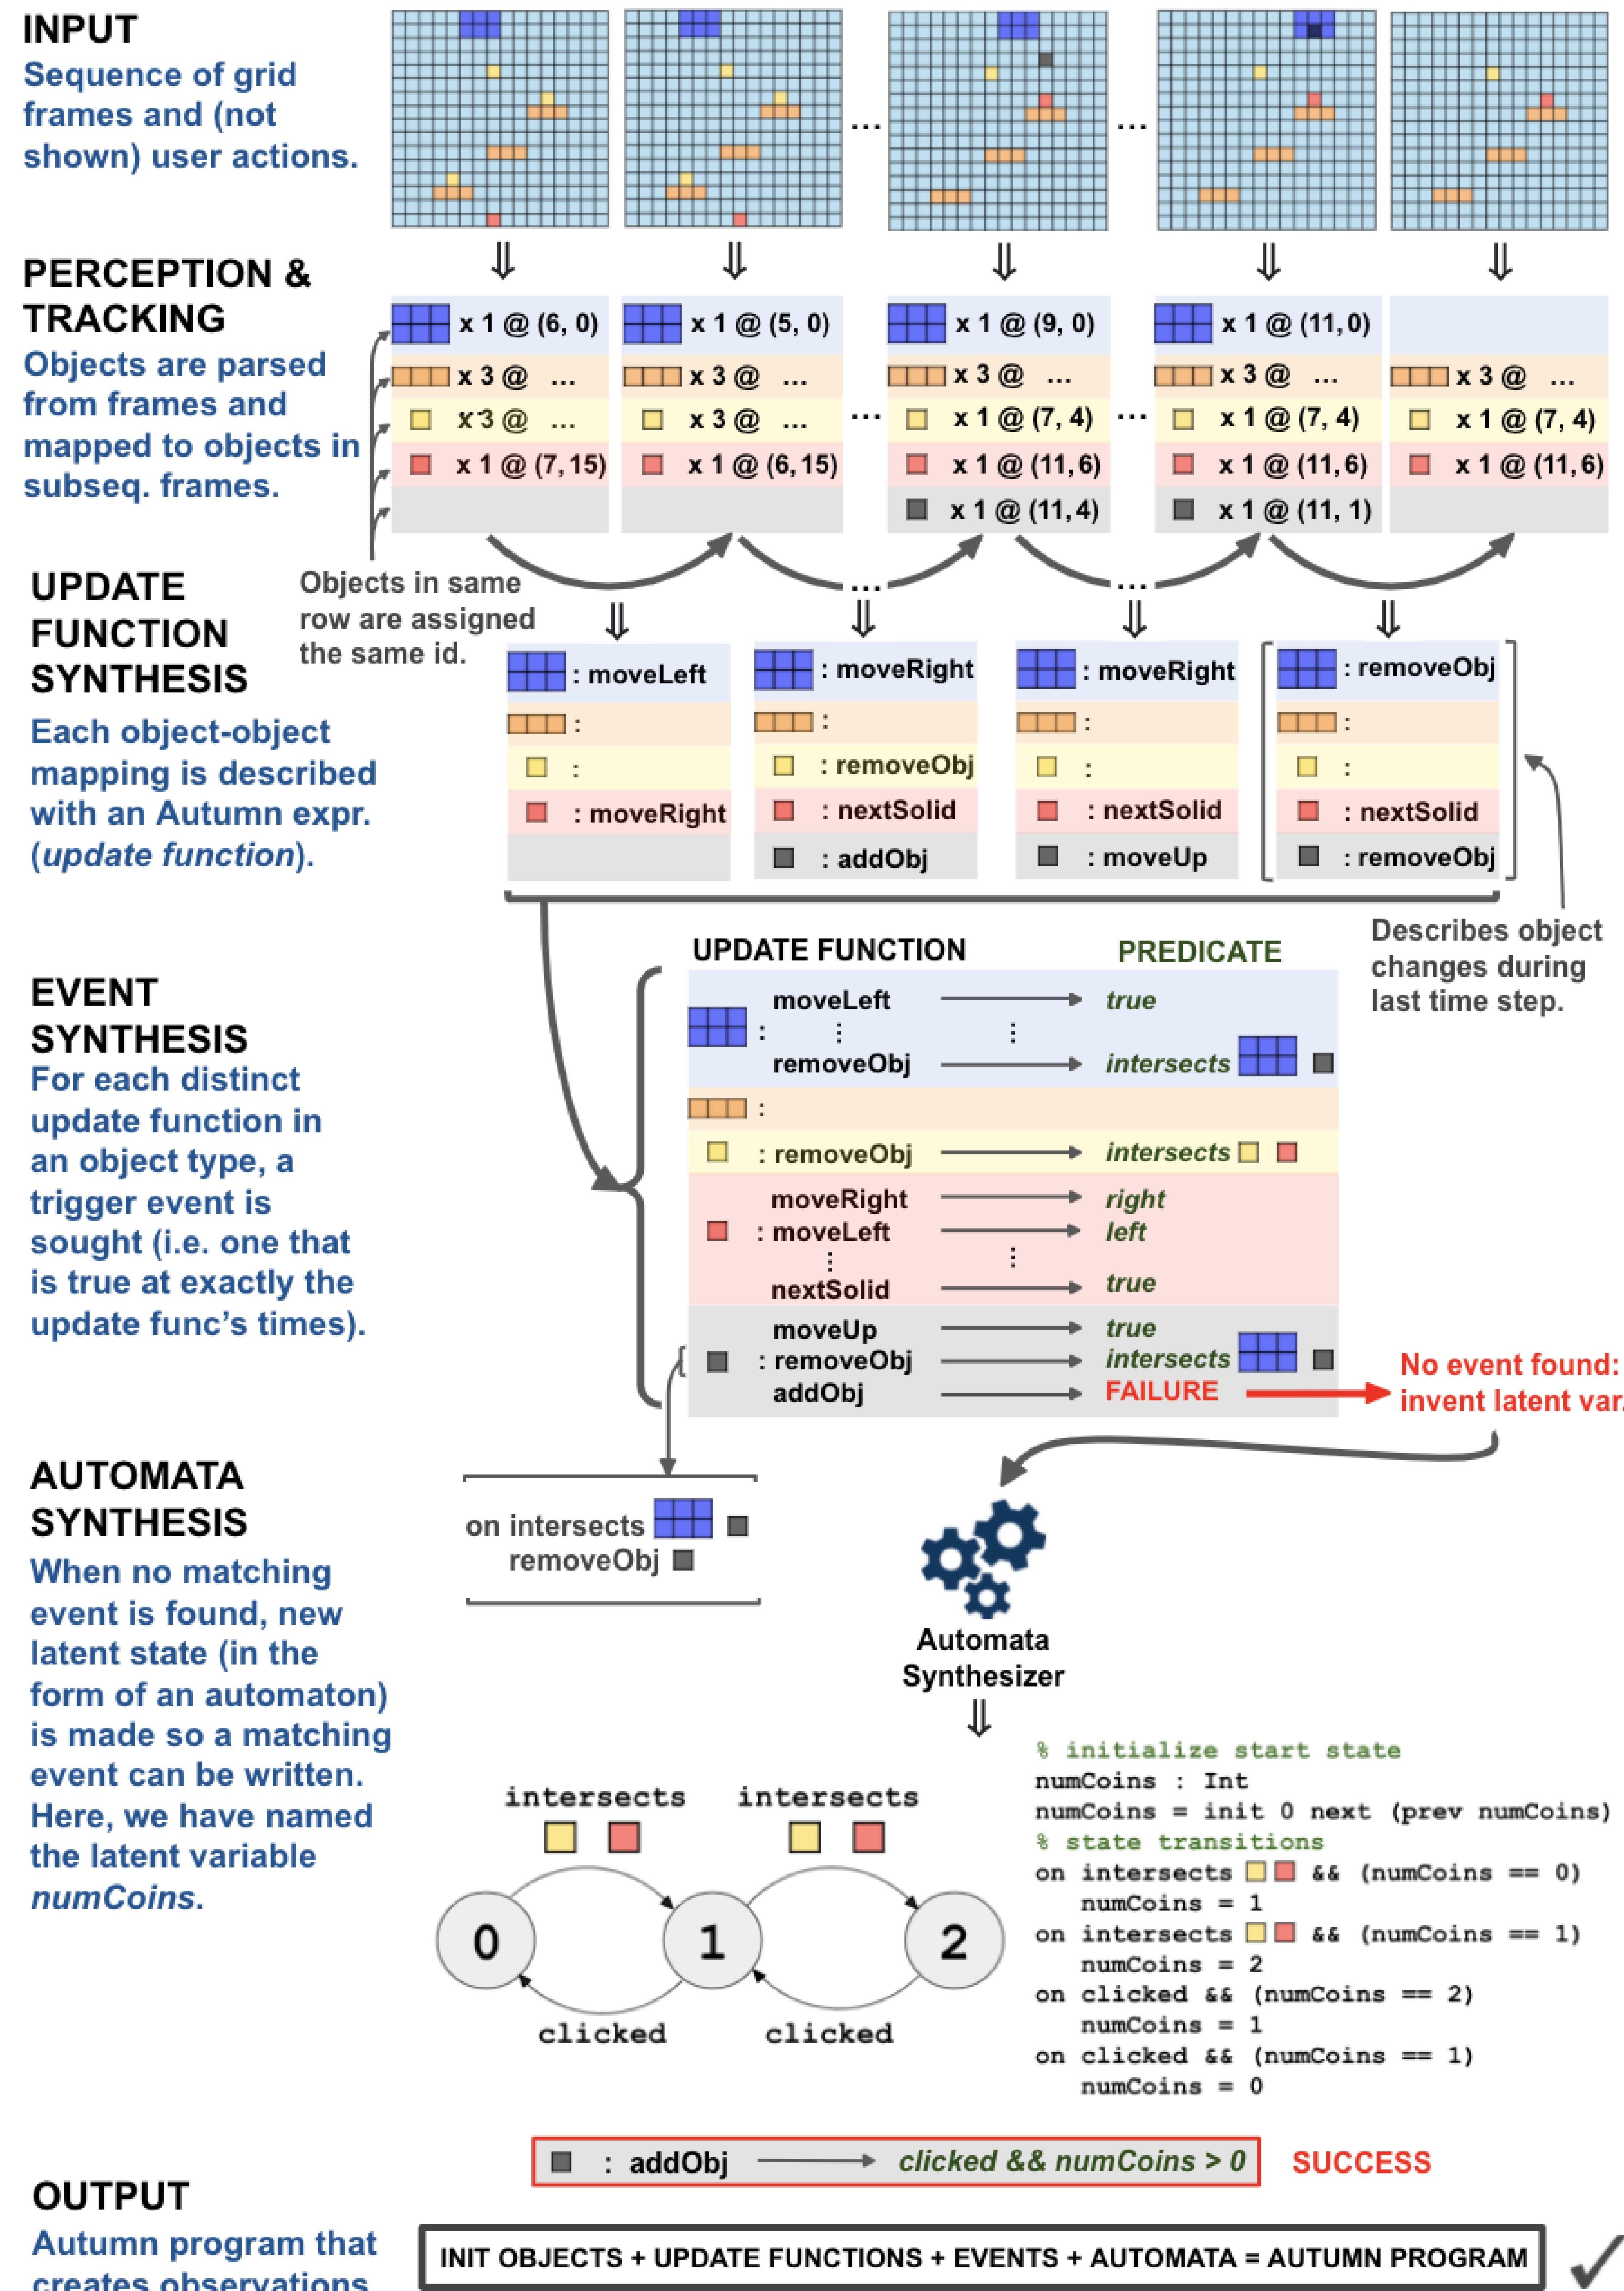 INPUT
Sequence of grid
frames and (not
shown) user actions.
...
...
PERCEPTION &
TRACKING
Objects are parsed
from frames and
mapped to objects in
subseq. frames.
x 1 @ (6, 0)
x 3 @ ...
x 3 @ ...
x 1 @ (7, 15)
x 1 @ (5, 0)
x 3 @ ...
x 3 @ ...
x 1 @ (6, 15)
...
x 1 @ (9, 0)
x 3 @ ...
x 1 @ (7, 4)
x 1 @ (11, 6)
x 1 @ (11, 4)
...
x 1 @ (11, 0)
x 3 @ ...
x 1 @ (7, 4)
x 1 @ (11, 6)
x 1 @ (11, 1)
x 3 @ ...
x 1 @ (7, 4)
x 1 @ (11, 6)
...
...
Objects in same
row are assigned
the same id.
UPDATE
FUNCTION
SYNTHESIS
Each object-object
mapping is described
with an Autumn expr.
(update function).
: moveLeft
:
:
: moveRight
: moveRight
:
: removeObj
: nextSolid
: addObj
: moveRight
:
:
: nextSolid
: moveUp
: removeObj
:
:
: nextSolid
: removeObj
Describes object
changes during
last time step.
EVENT
SYNTHESIS
For each distinct
update function in
an object type, a
trigger event is
sought (i.e. one that
is true at exactly the
update func's times).
UPDATE FUNCTION PREDICATE
moveLeft true
: ⋮ ⋮
removeObj intersects
:
: removeObj intersects
moveRight right
: moveLeft left
⋮ ⋮
nextSolid true
moveUp true
: removeObj intersects
addObj FAILURE
No event found:
invent latent var.
AUTOMATA
SYNTHESIS
When no matching
event is found, new
latent state (in the
form of an automaton)
is made so a matching
event can be written.
Here, we have named
the latent variable
numCoins.
on intersects
removeObj
Automata
Synthesizer
intersects intersects
0 1 2
clicked clicked
% initialize start state
numCoins : Int
numCoins = init 0 next (prev numCoins)
% state transitions
on intersects && (numCoins == 0)
numCoins = 1
on intersects && (numCoins == 1)
numCoins = 2
on clicked && (numCoins == 2)
numCoins = 1
on clicked && (numCoins == 1)
numCoins = 0
: addObj clicked && numCoins > 0 SUCCESS
OUTPUT
Autumn program that
creates observations
INIT OBJECTS + UPDATE FUNCTIONS + EVENTS + AUTOMATA = AUTUMN PROGRAM